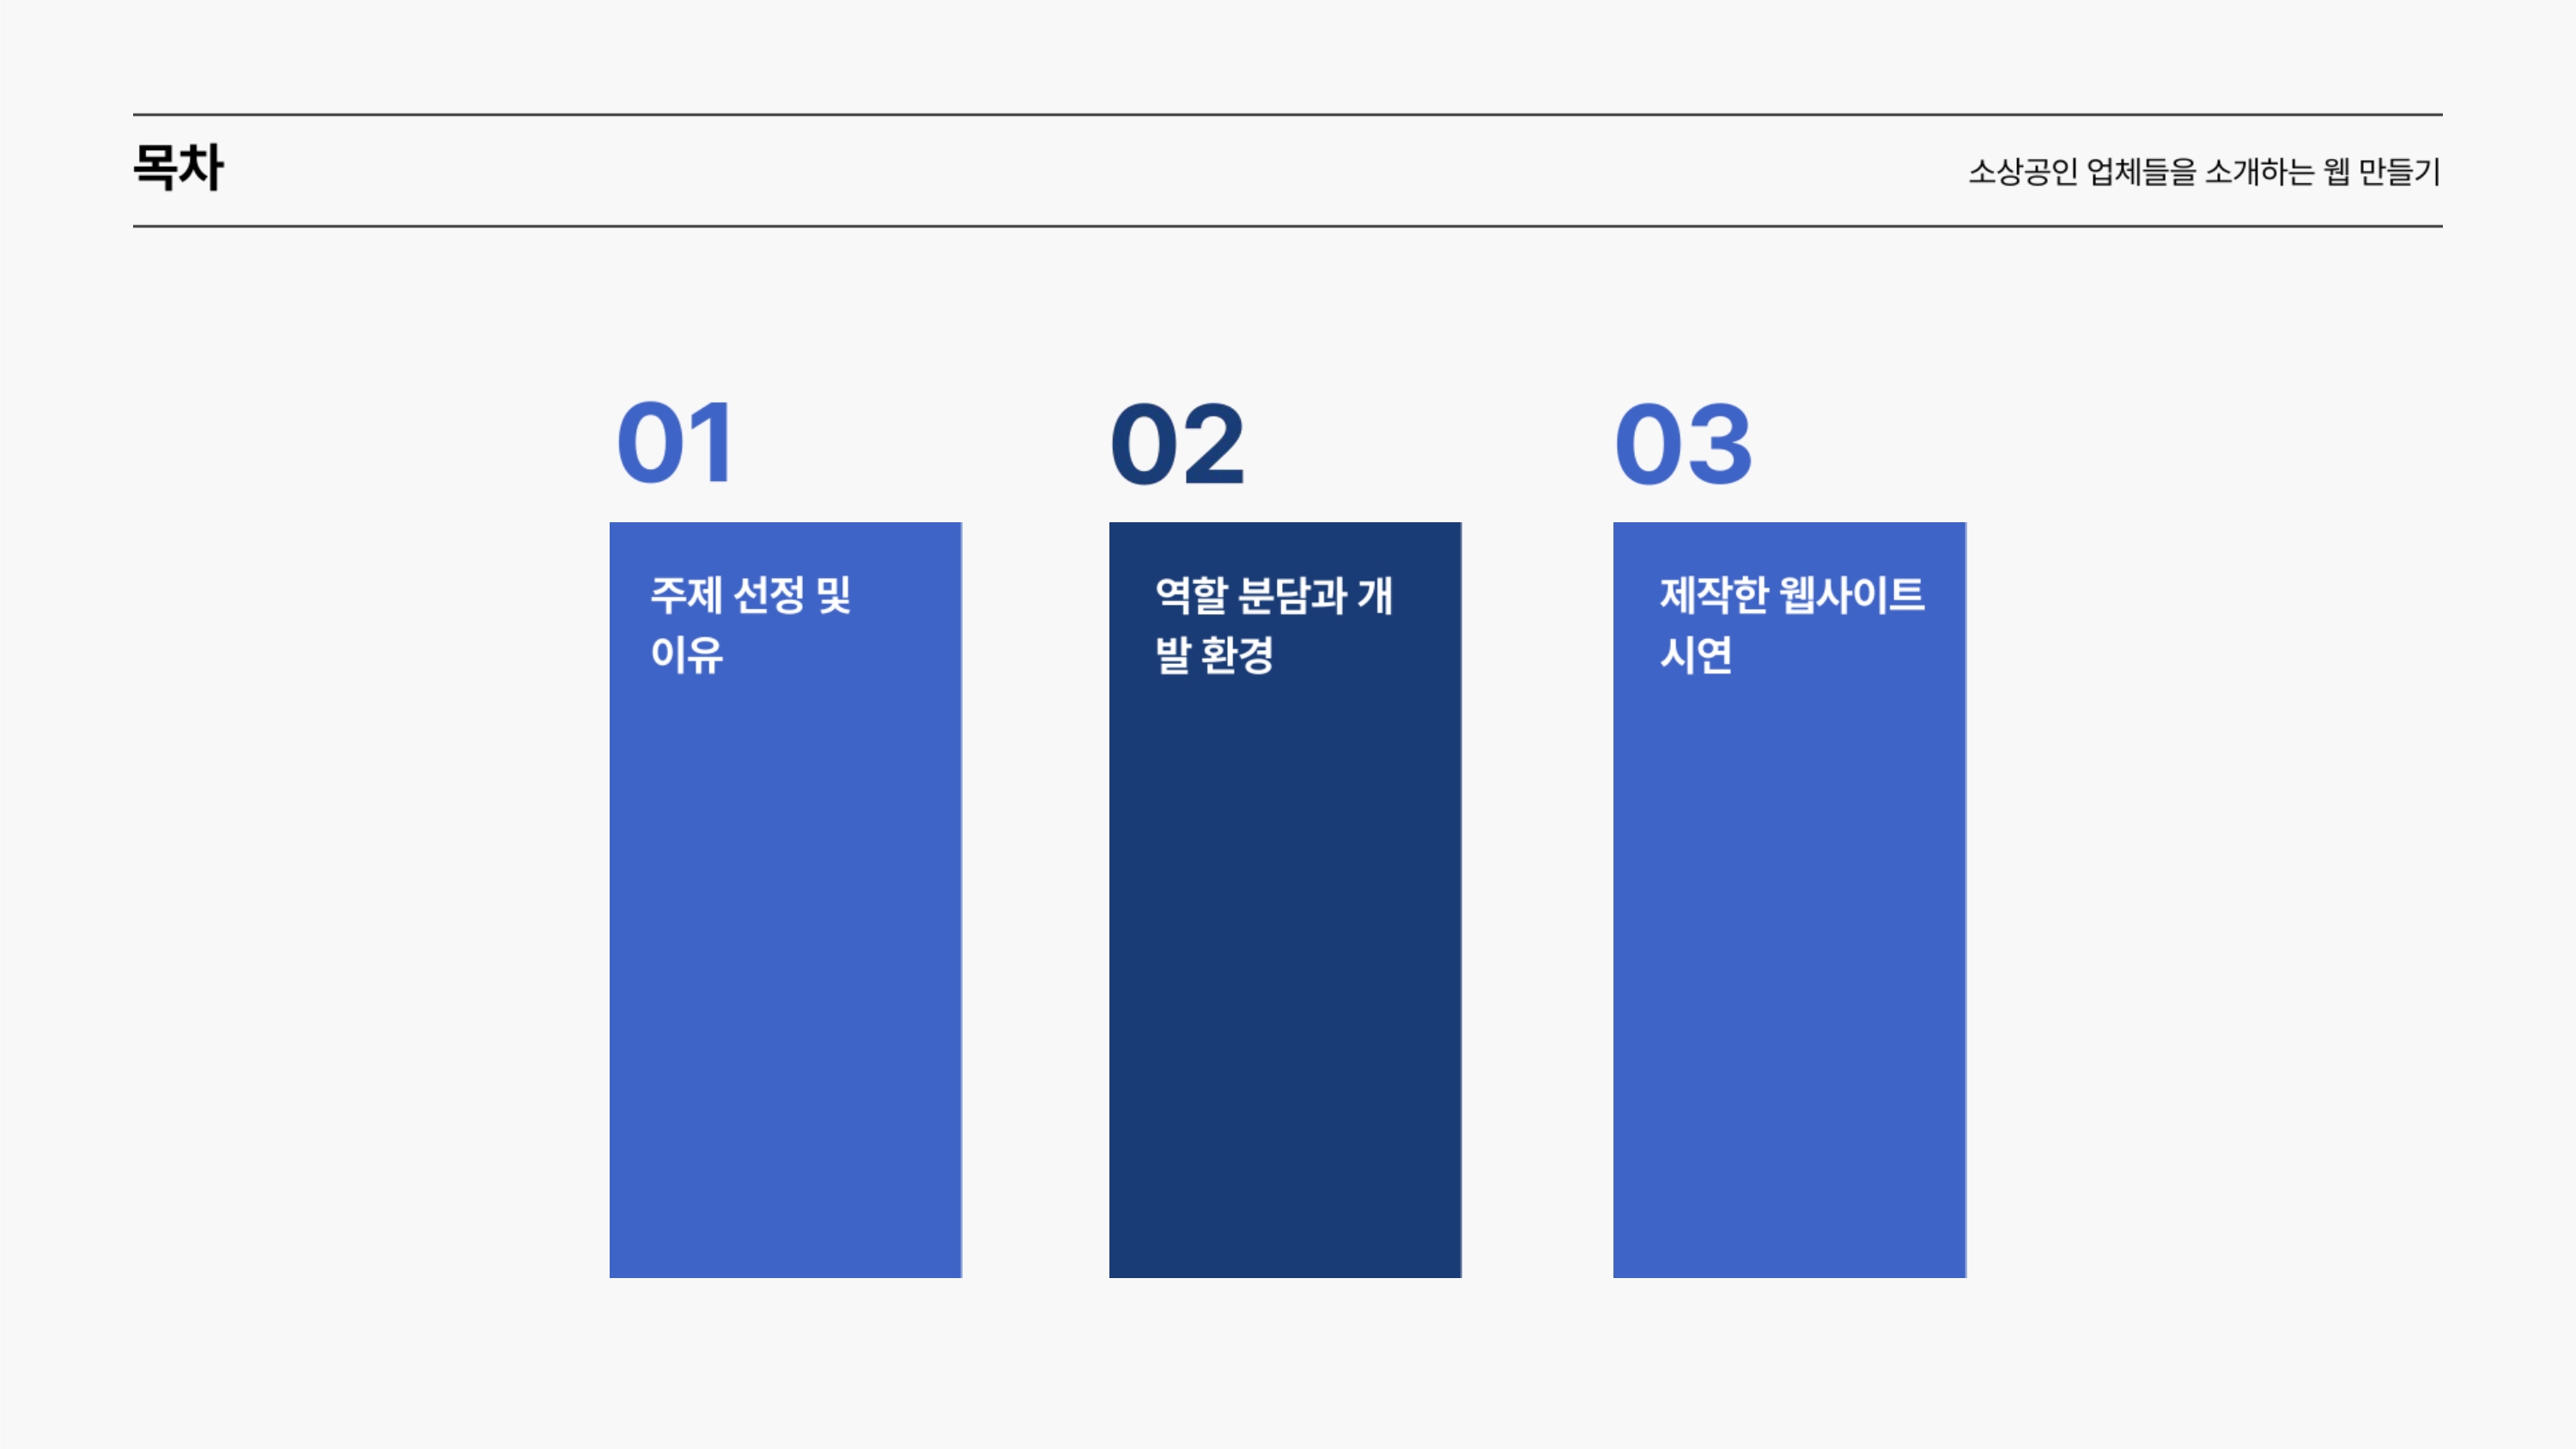 목차
소상공인 업체들을 소개하는 웹 만들기
01
주제 선정 및
이유
02
역할 분담과 개
발 환경
03
제작한 웹사이트
시연